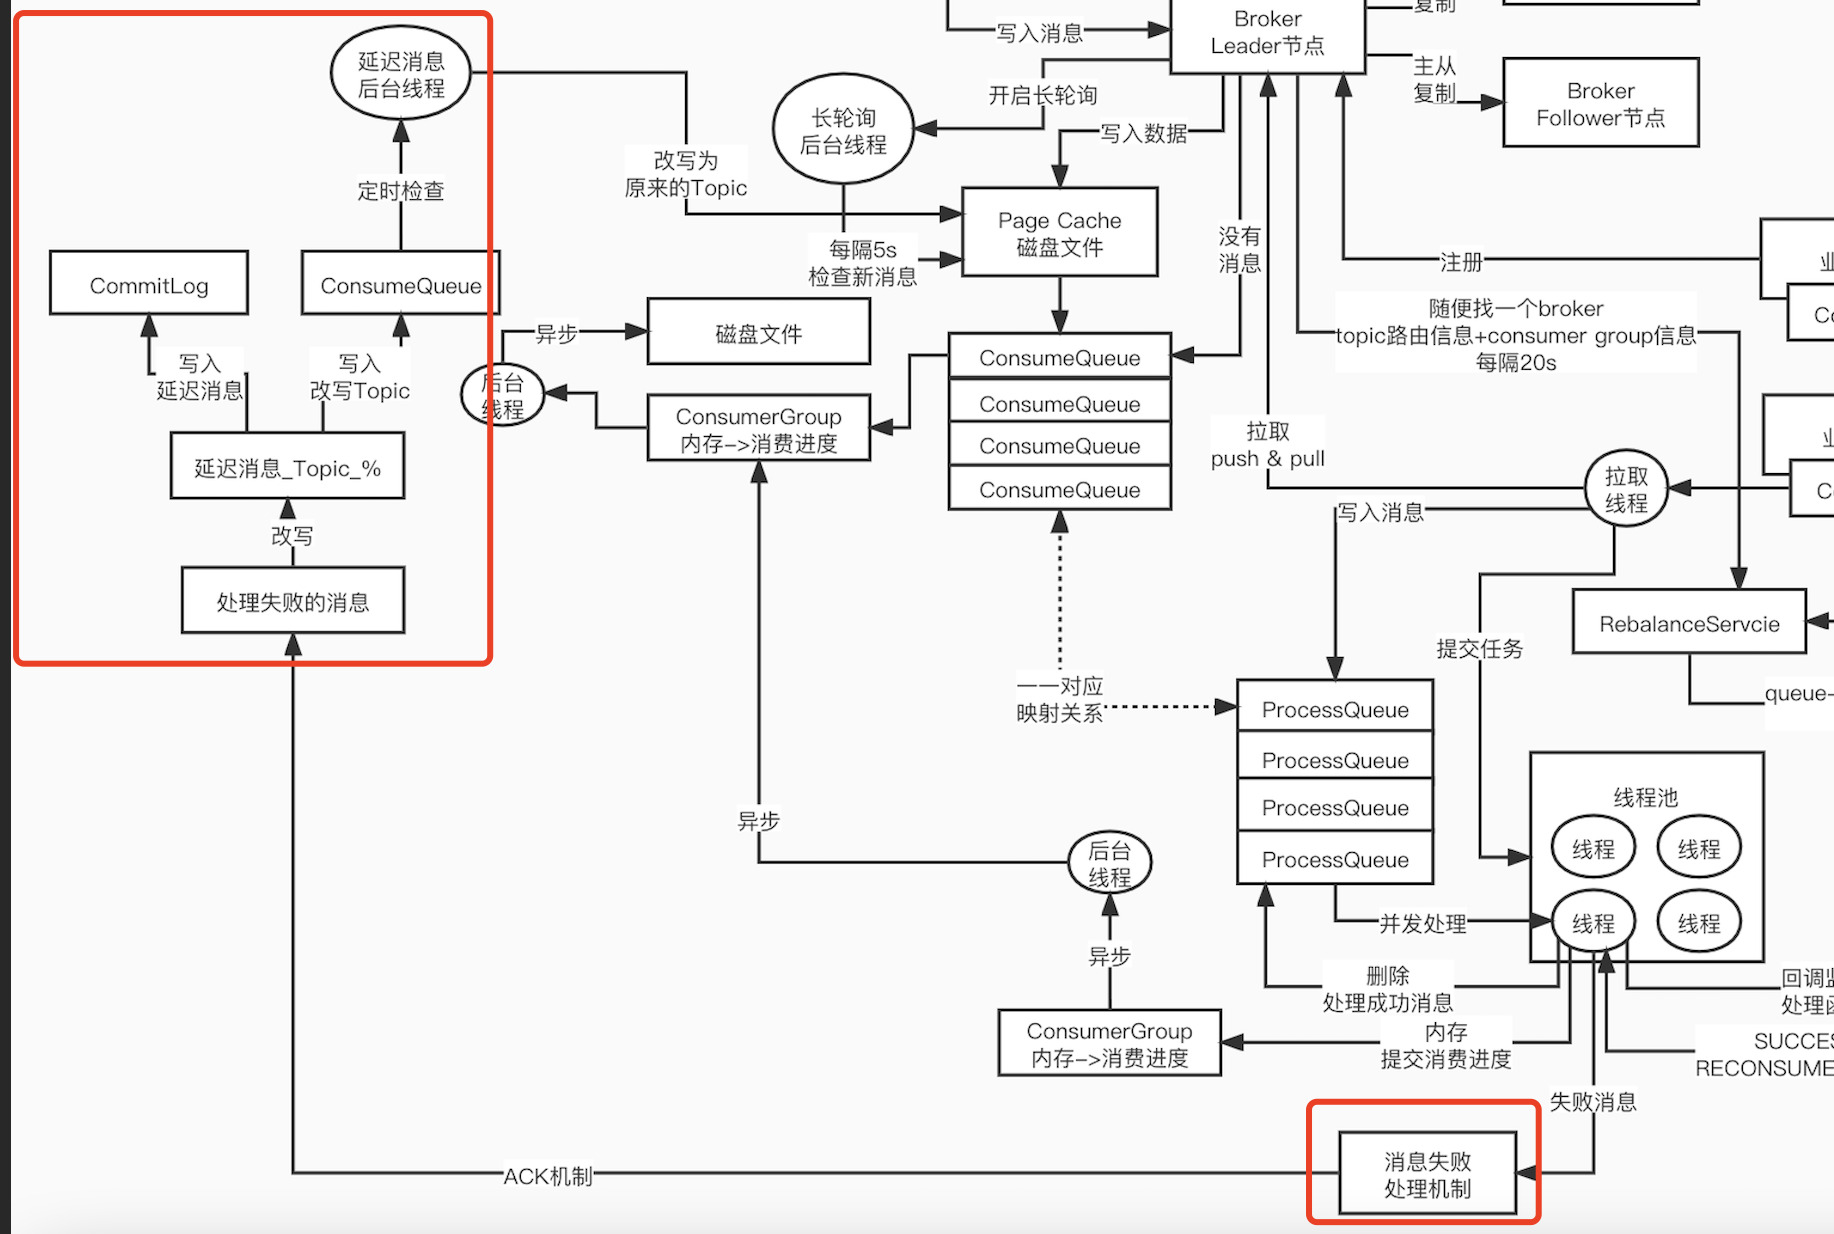 复制
写入消息
Broker
Leader节点
延迟消息
后台线程
主从
复制
开启长轮询
Broker
Follower节点
长轮询
后台线程
写入数据
改写为
原来的Topic
定时检查
Page Cache
磁盘文件
没有
消息
每隔5s
检查新消息
注册
业
CommitLog
ConsumeQueue
随便找一个broker
topic路由信息+consumer group信息
每隔20s
异步
磁盘文件
写入
延迟消息
写入
改写Topic
后台
线程
ConsumeQueue
ConsumeQueue
ConsumeQueue
ConsumeQueue
ConsumerGroup
内存->消费进度
拉取
push & pull
业
延迟消息_Topic_%
拉取
线程
写入消息
改写
处理失败的消息
RebalanceServcie
提交任务
一一对应
映射关系
queue-
ProcessQueue
ProcessQueue
ProcessQueue
ProcessQueue
线程池
线程
线程
线程
线程
异步
后台
线程
并发处理
异步
删除
处理成功消息
回调
处理
ConsumerGroup
内存->消费进度
内存
提交消费进度
SUCCES
RECONSUME
失败消息
消息失败
处理机制
ACK机制